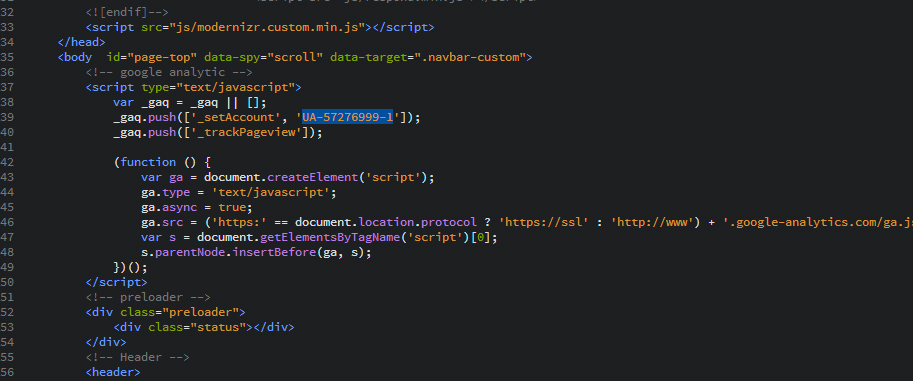 32 <![endif]-->
33 <script src="js/modernizr.custom.min.js"></script>
34 </head>
35 <body  id="page-top" data-spy="scroll" data-target=".navbar-custom">
36 <!-- google analytic -->
37 <script type="text/javascript">
38 var _gaq = _gaq || [];
39 _gaq.push(['_setAccount', 'UA-57276999-1']);
40 _gaq.push(['_trackPageview']);
41
42 (function () {
43 var ga = document.createElement('script');
44 ga.type = 'text/javascript';
45 ga.async = true;
46 ga.src = ('https:' == document.location.protocol ? 'https://ssl' : 'http://www') + '.google-analytics.com/ga.js
47 var s = document.getElementsByTagName('script')[0];
48 s.parentNode.insertBefore(ga, s);
49 })();
50 </script>
51 <!-- preloader -->
52 <div class="preloader">
53 <div class="status"></div>
54 </div>
55 <!-- Header -->
56 <header>